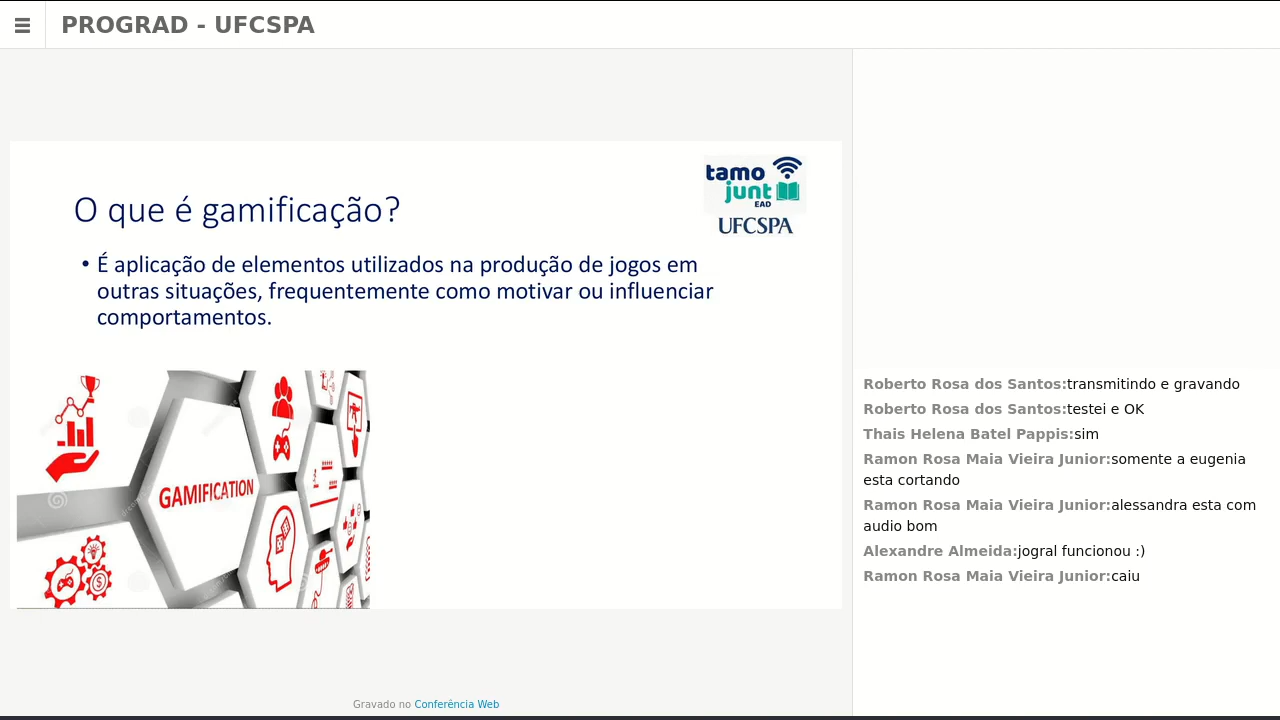 PROGRAD - UFCSPA
tamo
junt
EAD
UFCSPA
O que é gamificação?
• É aplicação de elementos utilizados na produção de jogos em
outras situações, frequentemente como motivar ou influenciar
comportamentos.
GAMIFICATION
Roberto Rosa dos Santos:transmitindo e gravando
Roberto Rosa dos Santos:testei e OK
Thais Helena Batel Pappis:sim
Ramon Rosa Maia Vieira Junior:somente a eugenia
esta cortando
Ramon Rosa Maia Vieira Junior:alessandra esta com
audio bom
Alexandre Almeida:jogral funcionou :)
Ramon Rosa Maia Vieira Junior:caiu
Gravado no Conferência Web